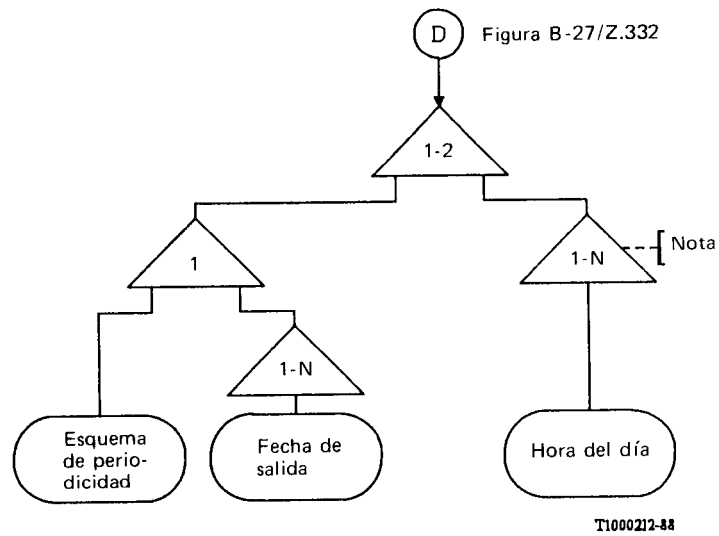 D
Figura B-27/Z.332
1-2
1
1-N
Nota
1-N
Esquema
de perio-
dicidad
Fecha de
salida
Hora del día
T1000212-88